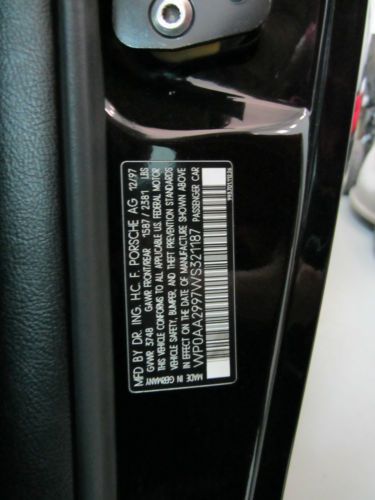 MFD BY DR. ING. H.C. F. PORSCHE AG 12/97
GVWR 3748 GAWR FRONT/REAR 1587 / 2381 LBS
THIS VEHICLE CONFORMS TO ALL APPLICABLE U.S. FEDERAL MOTOR
VEHICLE SAFETY, BUMPER, AND THEFT PREVENTION STANDARDS
IN EFFECT ON THE DATE OF MANUFACTURE SHOWN ABOVE
WP0AA2997WS321187 PASSENGER CAR
MADE IN GERMANY